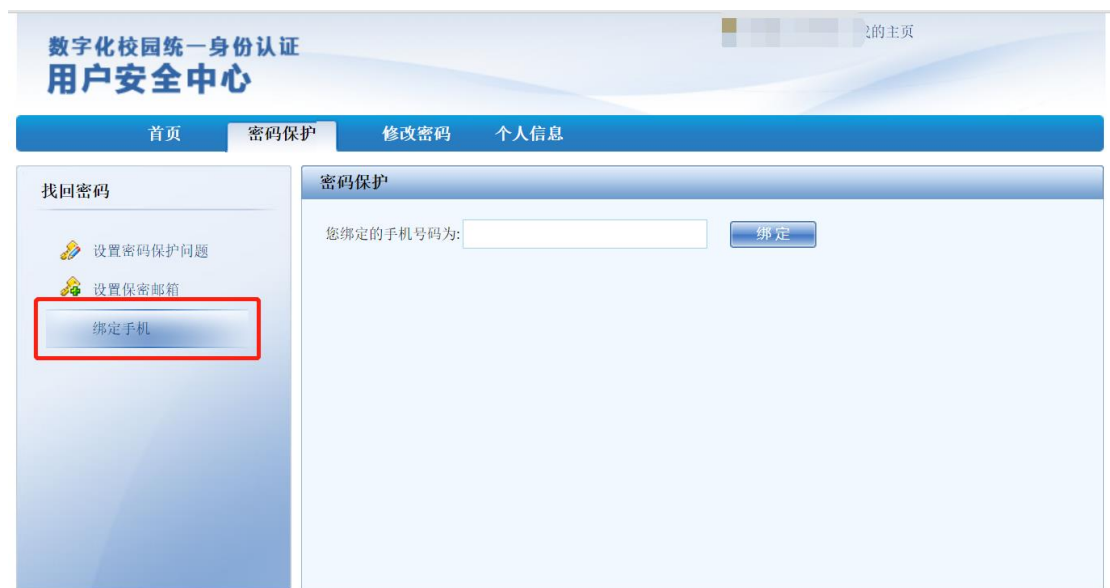 数字化校园统一身份认证
用户安全中心
的主页
首页 密码保护 修改密码 个人信息
找回密码
设置密码保护问题
设置保密邮箱
绑定手机
密码保护
您绑定的手机号码为:
绑定